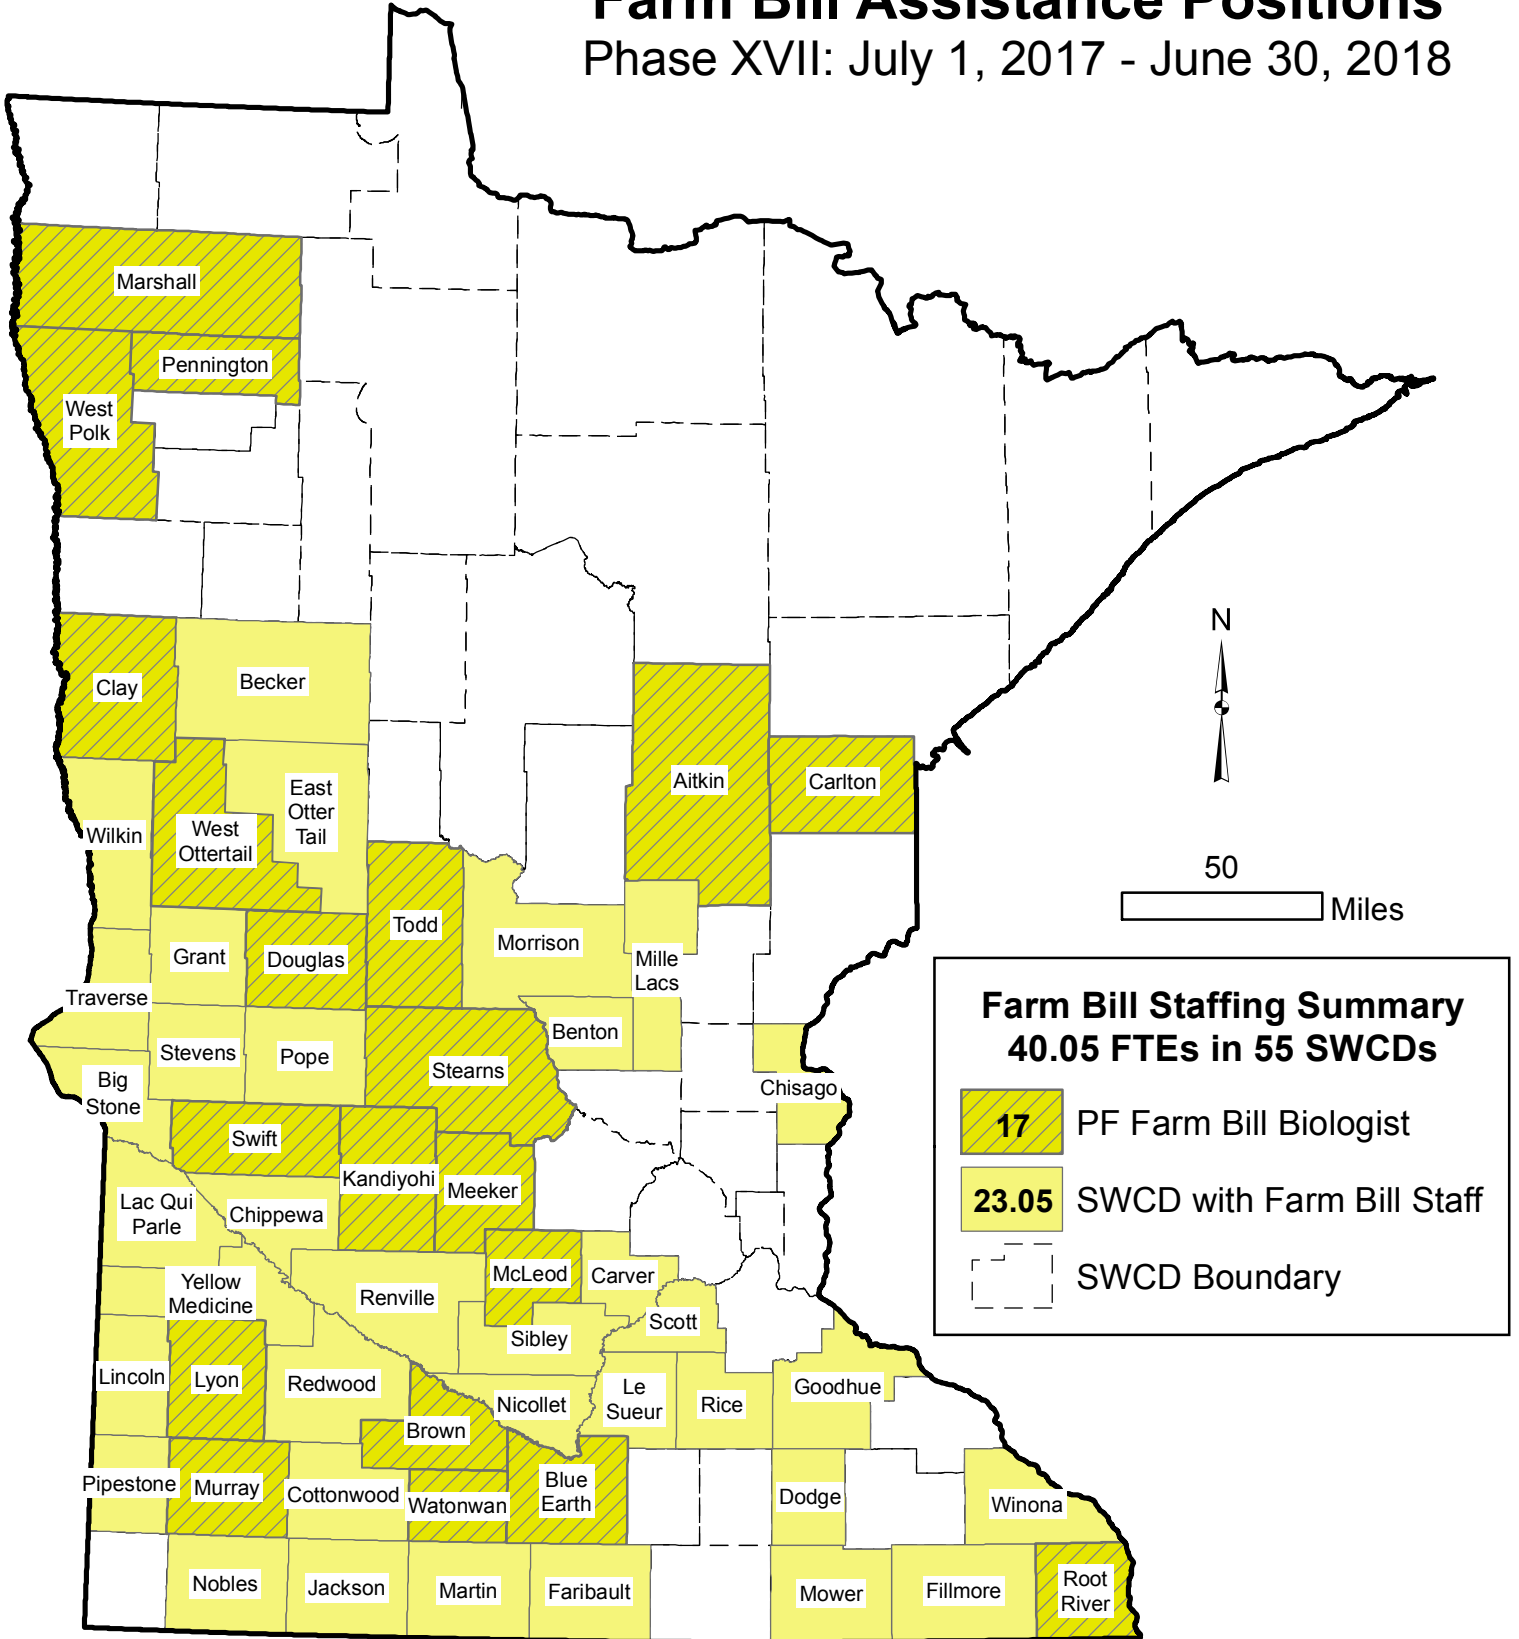 Farm Bill Assistance Positions
Phase XVII: July 1, 2017 - June 30, 2018
Marshall
Pennington
West
Polk
N
Clay
Becker
Aitkin
Carlton
East
Otter
Tail
West
Ottertail
Wilkin
50
Miles
Todd
Morrison
Grant
Douglas
Mille
Lacs
Traverse
Benton
Stevens
Pope
Stearns
Big
Stone
Chisago
Swift
Kandiyohi
Meeker
Lac Qui
Parle
Chippewa
Farm Bill Staffing Summary
40.05 FTEs in 55 SWCDs
17 PF Farm Bill Biologist
23.05 SWCD with Farm Bill Staff
SWCD Boundary
McLeod
Carver
Yellow
Medicine
Renville
Scott
Sibley
Lincoln
Lyon
Redwood
Nicollet
Le
Sueur
Rice
Goodhue
Brown
Pipestone
Murray
Cottonwood
Watonwan
Blue
Earth
Dodge
Winona
Nobles
Jackson
Martin
Faribault
Mower
Fillmore
Root
River